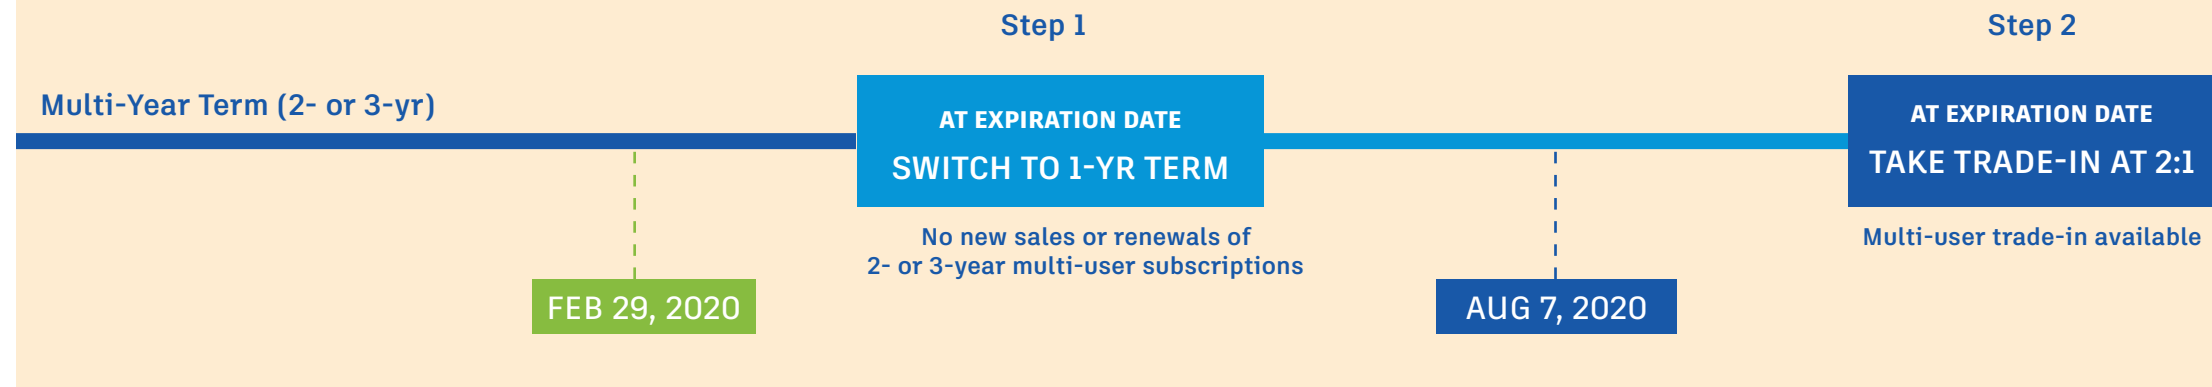 Step 1
Step 2
Multi-Year Term (2- or 3-yr)
AT EXPIRATION DATE
SWITCH TO 1-YR TERM
AT EXPIRATION DATE
TAKE TRADE-IN AT 2:1
No new sales or renewals of
2- or 3-year multi-user subscriptions
Multi-user trade-in available
FEB 29, 2020
AUG 7, 2020